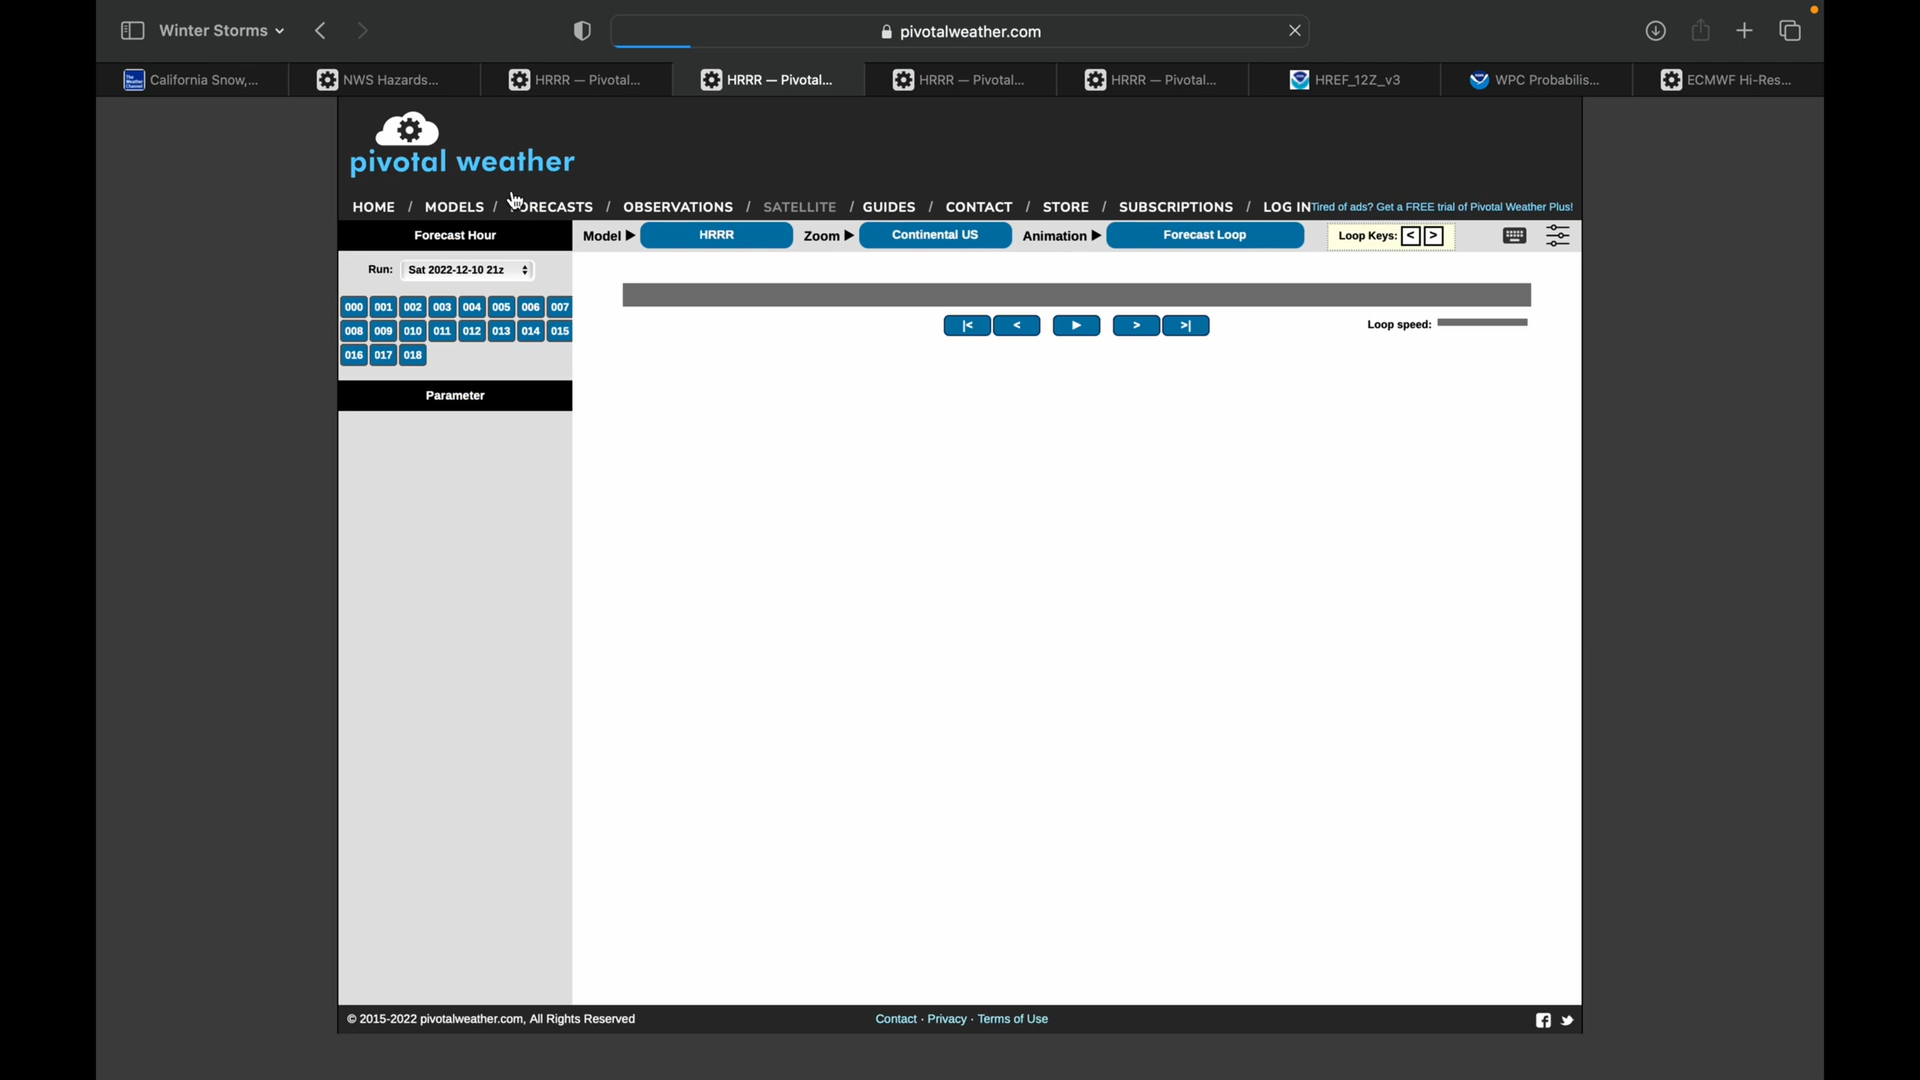 Winter Storms
pivotalweather.com
California Snow,...
NWS Hazards...
HRRR — Pivotal...
HRRR — Pivotal...
HRRR — Pivotal...
HRRR — Pivotal...
HREF_12Z_v3
WPC Probabilis...
ECMWF Hi-Res...
pivotal weather
HOME / MODELS / FORECASTS / OBSERVATIONS / SATELLITE / GUIDES / CONTACT / STORE / SUBSCRIPTIONS / LOG IN
Tired of ads? Get a FREE trial of Pivotal Weather Plus!
Forecast Hour
Model ▶ HRRR Zoom ▶ Continental US Animation ▶ Forecast Loop Loop Keys: < >
Run: Sat 2022-12-10 21z
000 001 002 003 004 005 006 007
008 009 010 011 012 013 014 015
016 017 018
|< < ▶ > >|
Loop speed:
Parameter
© 2015-2022 pivotalweather.com, All Rights Reserved
Contact · Privacy · Terms of Use